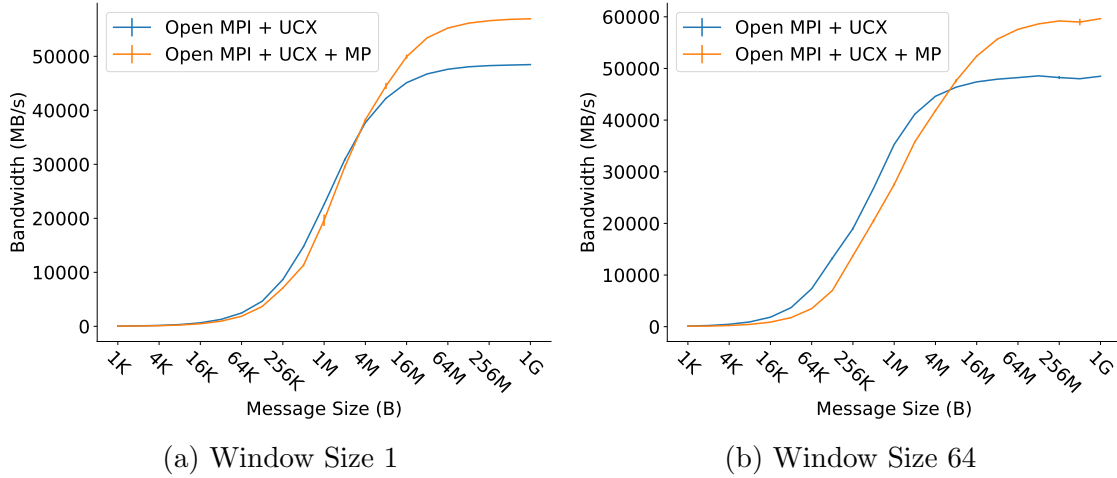 Open MPI + UCX
Open MPI + UCX + MP
Bandwidth (MB/s)
50000
40000
30000
20000
10000
0
1K 4K 16K 64K 256K 1M 4M 16M 64M 256M 1G
Message Size (B)
(a) Window Size 1
Open MPI + UCX
Open MPI + UCX + MP
Bandwidth (MB/s)
60000
50000
40000
30000
20000
10000
0
1K 4K 16K 64K 256K 1M 4M 16M 64M 256M 1G
Message Size (B)
(b) Window Size 64